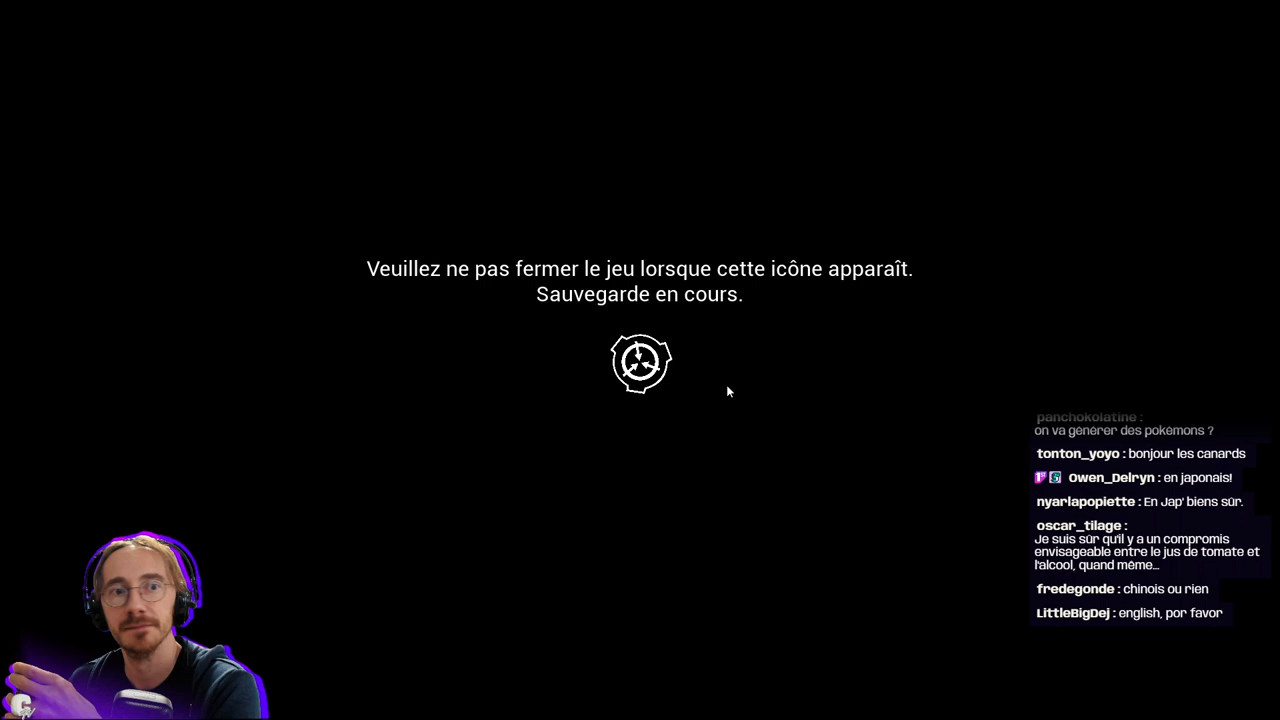 Veuillez ne pas fermer le jeu lorsque cette icône apparaît.
Sauvegarde en cours.
panchokolatine :
on va générer des pokémons ?
tonton_yoyo : bonjour les canards
Owen_Delryn : en japonais!
nyarlapopiette : En Jap' biens sûr.
oscar_tilage :
Je suis sûr qu'il y a un compromis
envisageable entre le jus de tomate et
l'alcool, quand même...
fredegonde : chinois ou rien
LittleBigDej : english, por favor